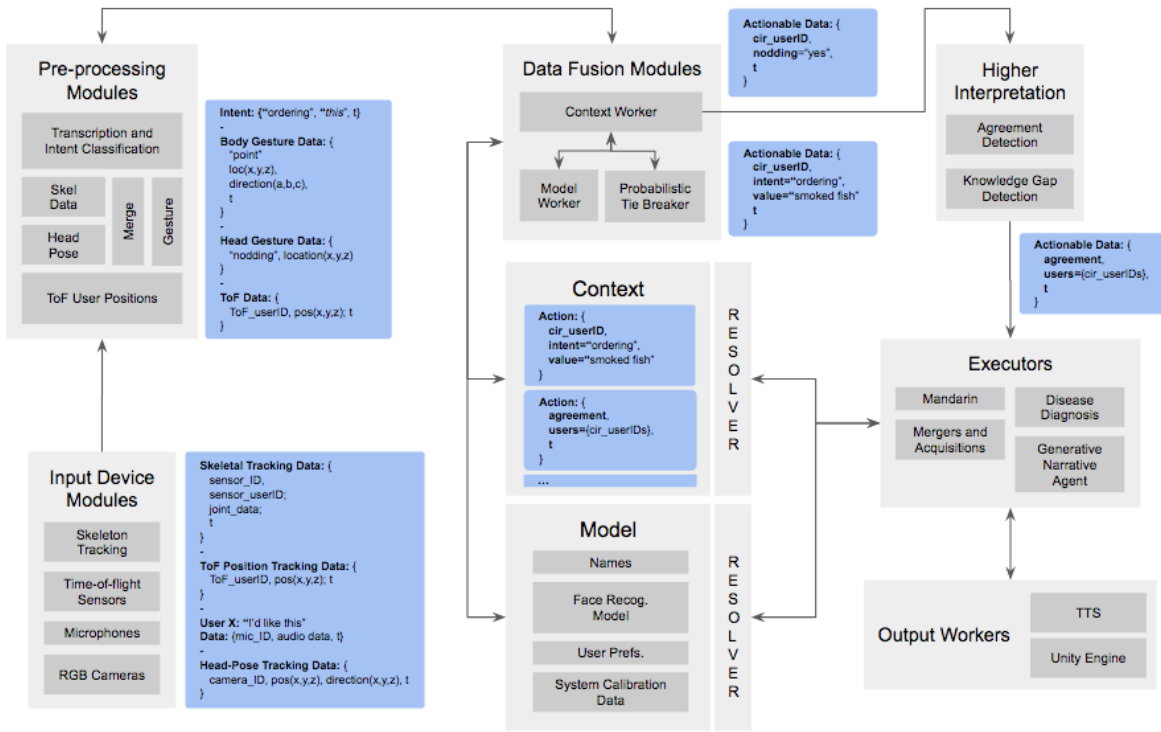 Pre-processing
Modules
Transcription and
Intent Classification
Skel
Data
Head
Pose
Merge
Gesture
ToF User Positions
Intent: {“ordering”, “this”, t}
-
Body Gesture Data: {
“point”
loc(x,y,z),
direction(a,b,c),
t
}
-
Head Gesture Data: {
“nodding”, location(x,y,z)
}
-
ToF Data: {
ToF_userID, pos(x,y,z); t
}
Data Fusion Modules
Context Worker
Model
Worker
Probabilistic
Tie Breaker
Actionable Data: {
cir_userID,
nodding=“yes”,
t
}
Actionable Data: {
cir_userID,
intent=“ordering”,
value=“smoked fish”
t
}
Higher
Interpretation
Agreement
Detection
Knowledge Gap
Detection
Actionable Data: {
agreement,
users={cir_userIDs},
t
}
Context
Action: {
cir_userID,
intent=“ordering”,
value=“smoked fish”
}
Action: {
agreement,
users={cir_userIDs},
t
}
...
R
E
S
O
L
V
E
R
Executors
Mandarin
Mergers and
Acquisitions
Disease
Diagnosis
Generative
Narrative
Agent
Input Device
Modules
Skeleton
Tracking
Time-of-flight
Sensors
Microphones
RGB Cameras
Skeletal Tracking Data: {
sensor_ID,
sensor_userID;
joint_data;
t
}
-
ToF Position Tracking Data: {
ToF_userID, pos(x,y,z); t
}
-
User X: “I’d like this”
Data: {mic_ID, audio data, t}
-
Head-Pose Tracking Data: {
camera_ID, pos(x,y,z), direction(x,y,z), t
}
Model
Names
Face Recog.
Model
User Prefs.
System Calibration
Data
R
E
S
O
L
V
E
R
Output Workers
TTS
Unity Engine